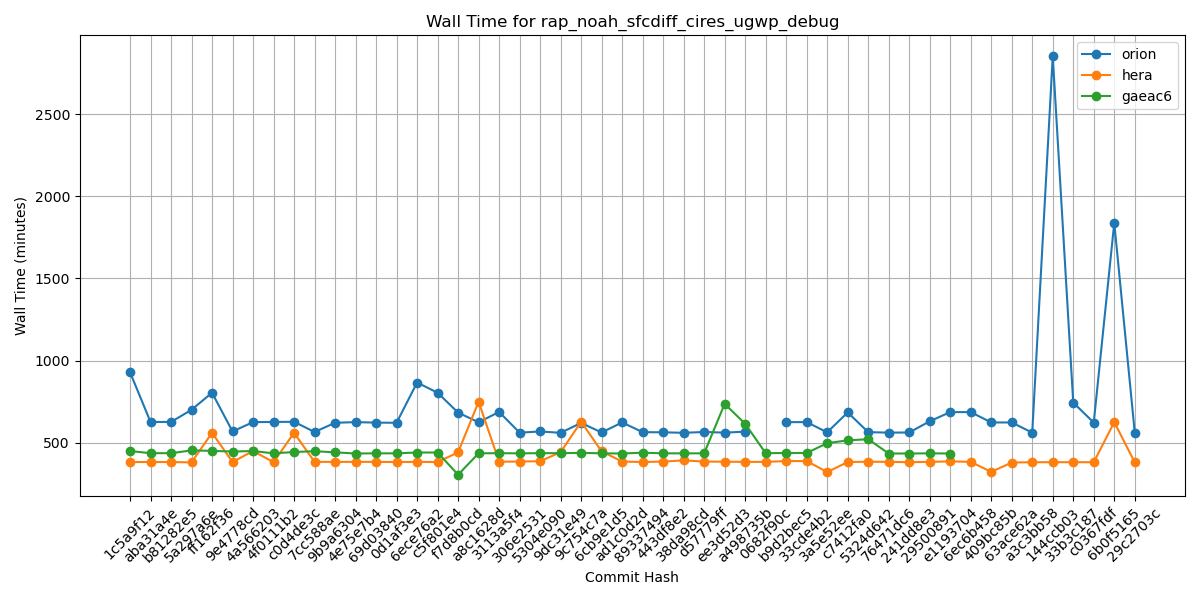 Wall Time for rap_noah_sfcdiff_cires_ugwp_debug
orion
hera
gaeac6
Wall Time (minutes)
2500
2000
1500
1000
500
1c5a9f12
aba331a4e
b81282e5
5a297a6e
ff162f36
9e4778cd
4a566203
4f0111b2
c0d4de3c
7cc588ae
9b9a6304
4e75e7b4
69d03840
0d1af3e3
6ece76a2
c5f801e4
f7d8b0cd
a8c1628d
3113a5f4
306e2531
5304e090
9dc31e49
9c754c7a
6cb9e1d5
ad1c0d2d
89337494
443df8e2
38da98cd
d57779ff
ee3d52d3
a498735b
0682f90c
b9d2bec5
33cde4b2
3a5e52ee
c7412fa0
5324d642
76471dc6
241dd8e3
29500891
e1193704
6ec6b458
409bc85b
63ace62a
a3c3bb58
144ccb03
33b3c187
c0367fdf
6b0f5165
29c2703c
Commit Hash